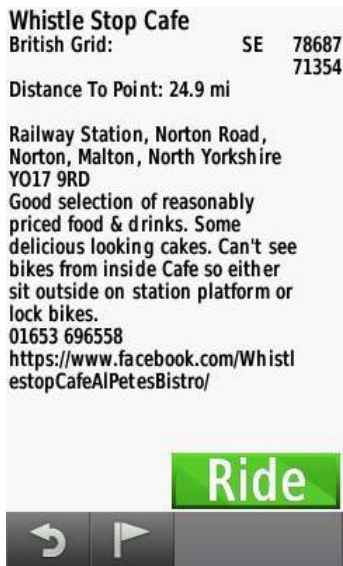 Whistle Stop Cafe
British Grid: SE 78687
71354
Distance To Point: 24.9 mi
Railway Station, Norton Road,
Norton, Malton, North Yorkshire
YO17 9RD
Good selection of reasonably
priced food & drinks. Some
delicious looking cakes. Can't see
bikes from inside Cafe so either
sit outside on station platform or
lock bikes.
01653 696558
https://www.facebook.com/Whistl
estopCafeAlPetesBistro/
Ride